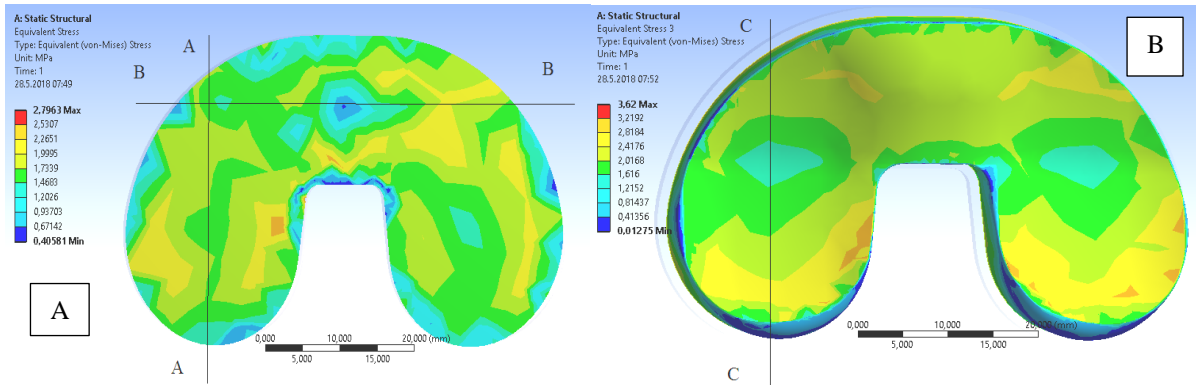 A: Static Structural
Equivalent Stress
Type: Equivalent (von-Mises) Stress
Unit: MPa
Time: 1
28.5.2018 07:49
2,7963 Max
2,5307
2,2651
1,9995
1,7339
1,4683
1,2026
0,93703
0,67142
0,40581 Min
A
B
B
A
A
0,000
10,000
20,000 (mm)
5,000
15,000
A: Static Structural
Equivalent Stress 3
Type: Equivalent (von-Mises) Stress
Unit: MPa
Time: 1
28.5.2018 07:52
3,62 Max
3,2192
2,8184
2,4176
2,0168
1,616
1,2152
0,81437
0,41356
0,01275 Min
C
B
C
0,000
10,000
20,000 (mm)
5,000
15,000